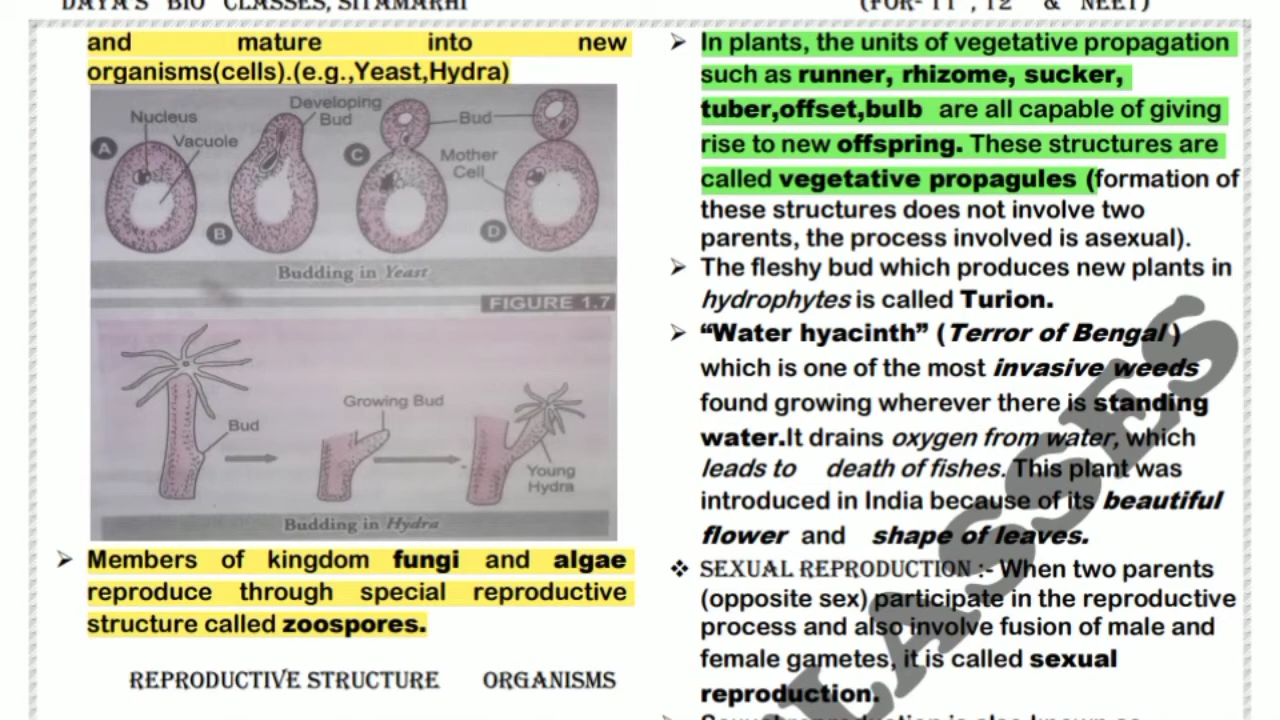 DAYA'S "BIO" CLASSES, SITAMARHI
(FOR- 11 , 12 & NEET)
and mature into new
organisms(cells).(e.g.,Yeast,Hydra)
Nucleus
Vacuole
Developing
Bud
Bud
Mother
Cell
A
B
C
D
Budding in Yeast
FIGURE 1.7
Bud
Growing Bud
Young
Hydra
Budding in Hydra
➢ Members of kingdom fungi and algae
reproduce through special reproductive
structure called zoospores.
REPRODUCTIVE STRUCTURE ORGANISMS
➢ In plants, the units of vegetative propagation
such as runner, rhizome, sucker,
tuber,offset,bulb are all capable of giving
rise to new offspring. These structures are
called vegetative propagules (formation of
these structures does not involve two
parents, the process involved is asexual).
➢ The fleshy bud which produces new plants in
hydrophytes is called Turion.
➢ “Water hyacinth” (Terror of Bengal )
which is one of the most invasive weeds
found growing wherever there is standing
water.It drains oxygen from water, which
leads to death of fishes. This plant was
introduced in India because of its beautiful
flower and shape of leaves.
❖ SEXUAL REPRODUCTION :- When two parents
(opposite sex) participate in the reproductive
process and also involve fusion of male and
female gametes, it is called sexual
reproduction.
LASSES